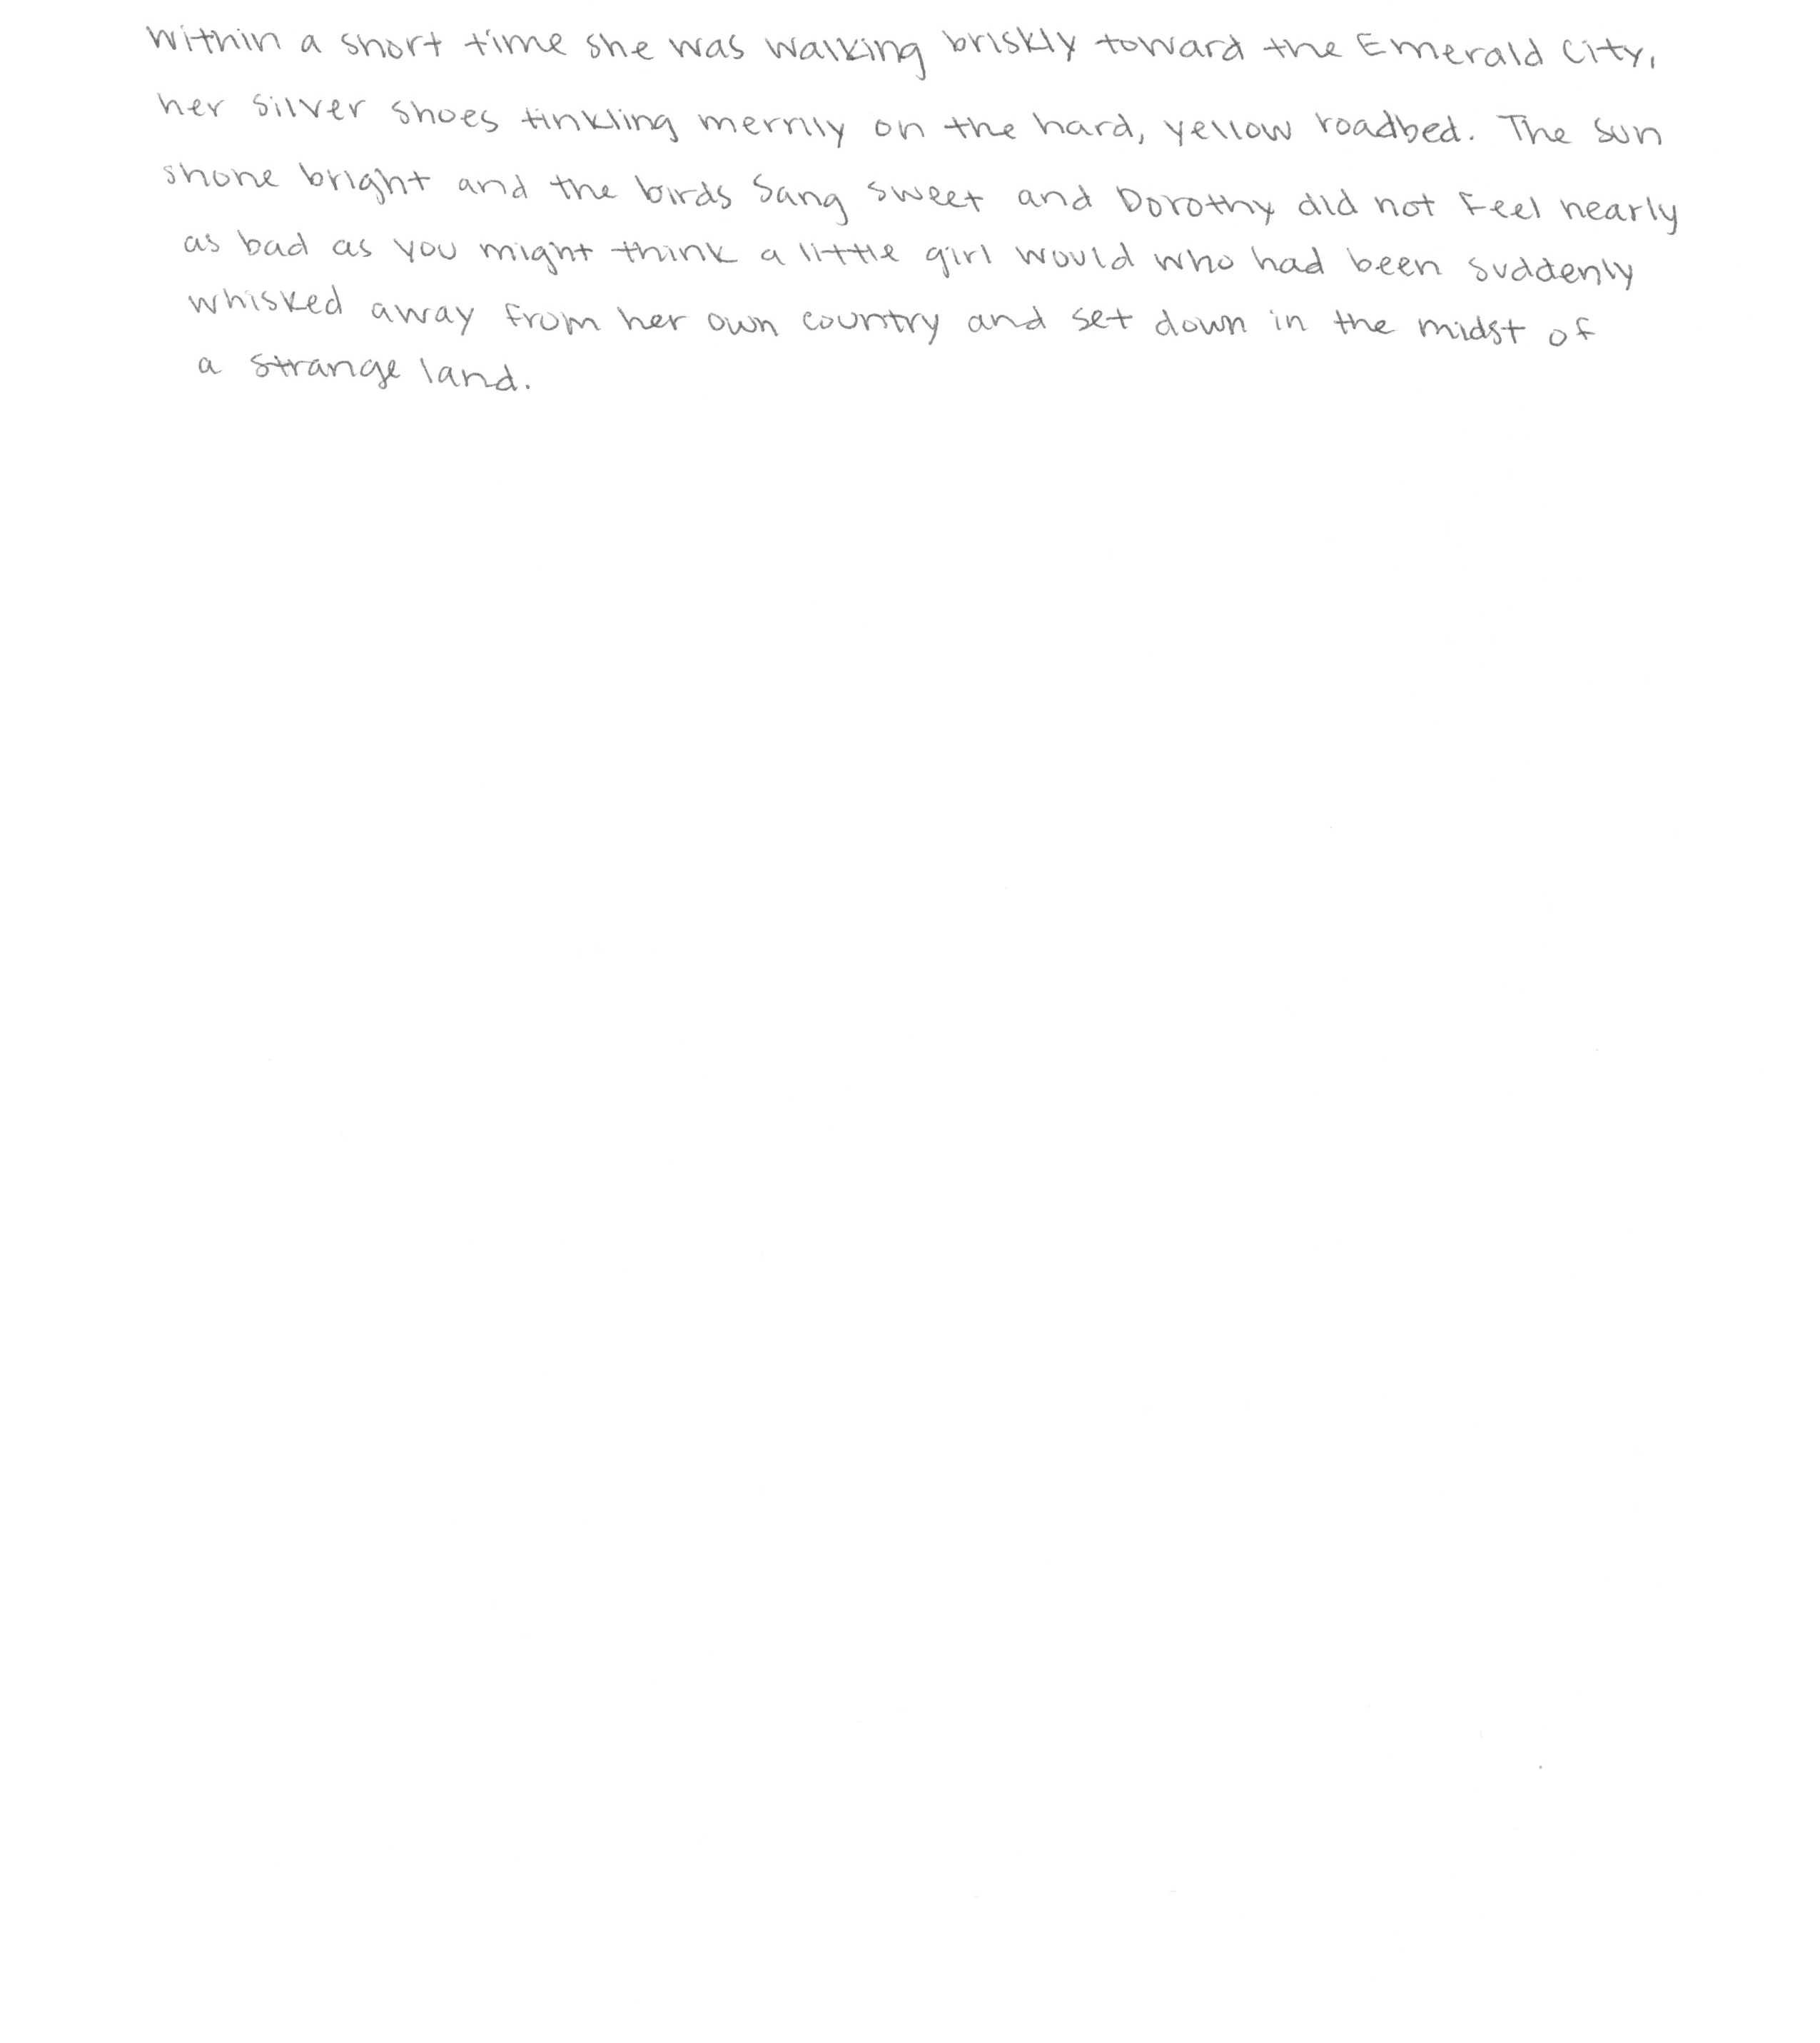 Within a short time she was walking briskly toward the Emerald City,
her silver shoes tinkling merrily on the hard, yellow roadbed. The sun
shone bright and the birds sang sweet and Dorothy did not feel nearly
as bad as you might think a little girl would who had been suddenly
whisked away from her own country and set down in the midst of
a strange land.